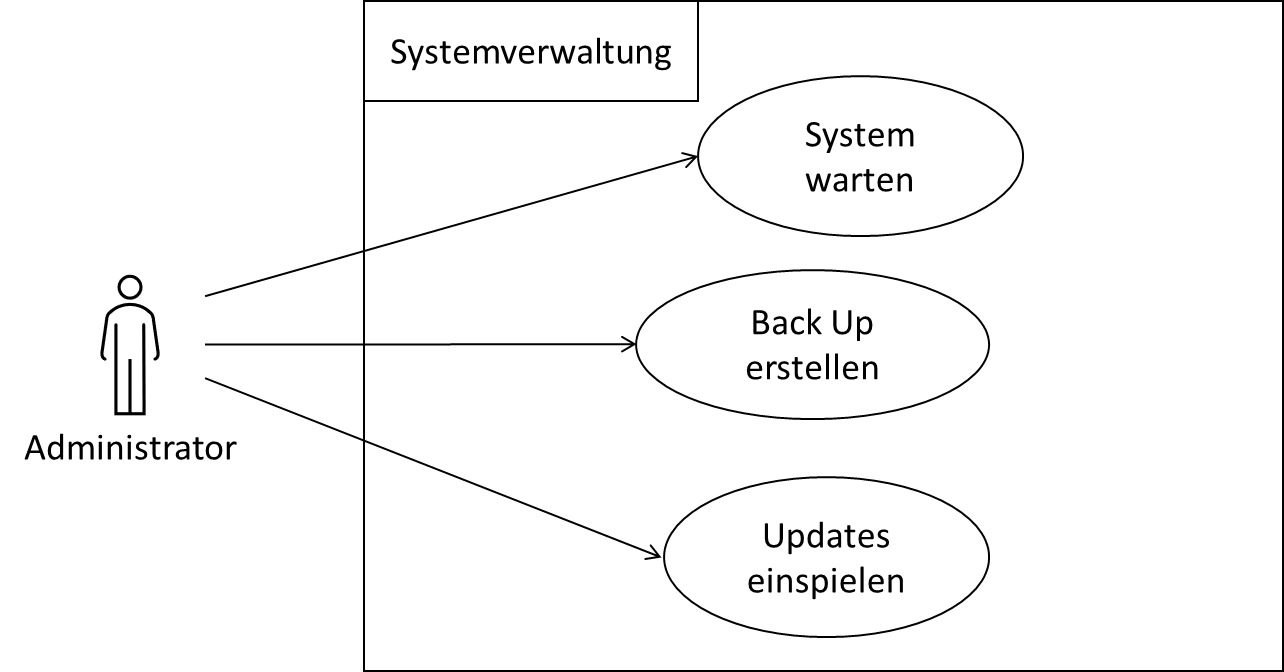 Systemverwaltung
System
warten
Back Up
erstellen
Administrator
Updates
einspielen